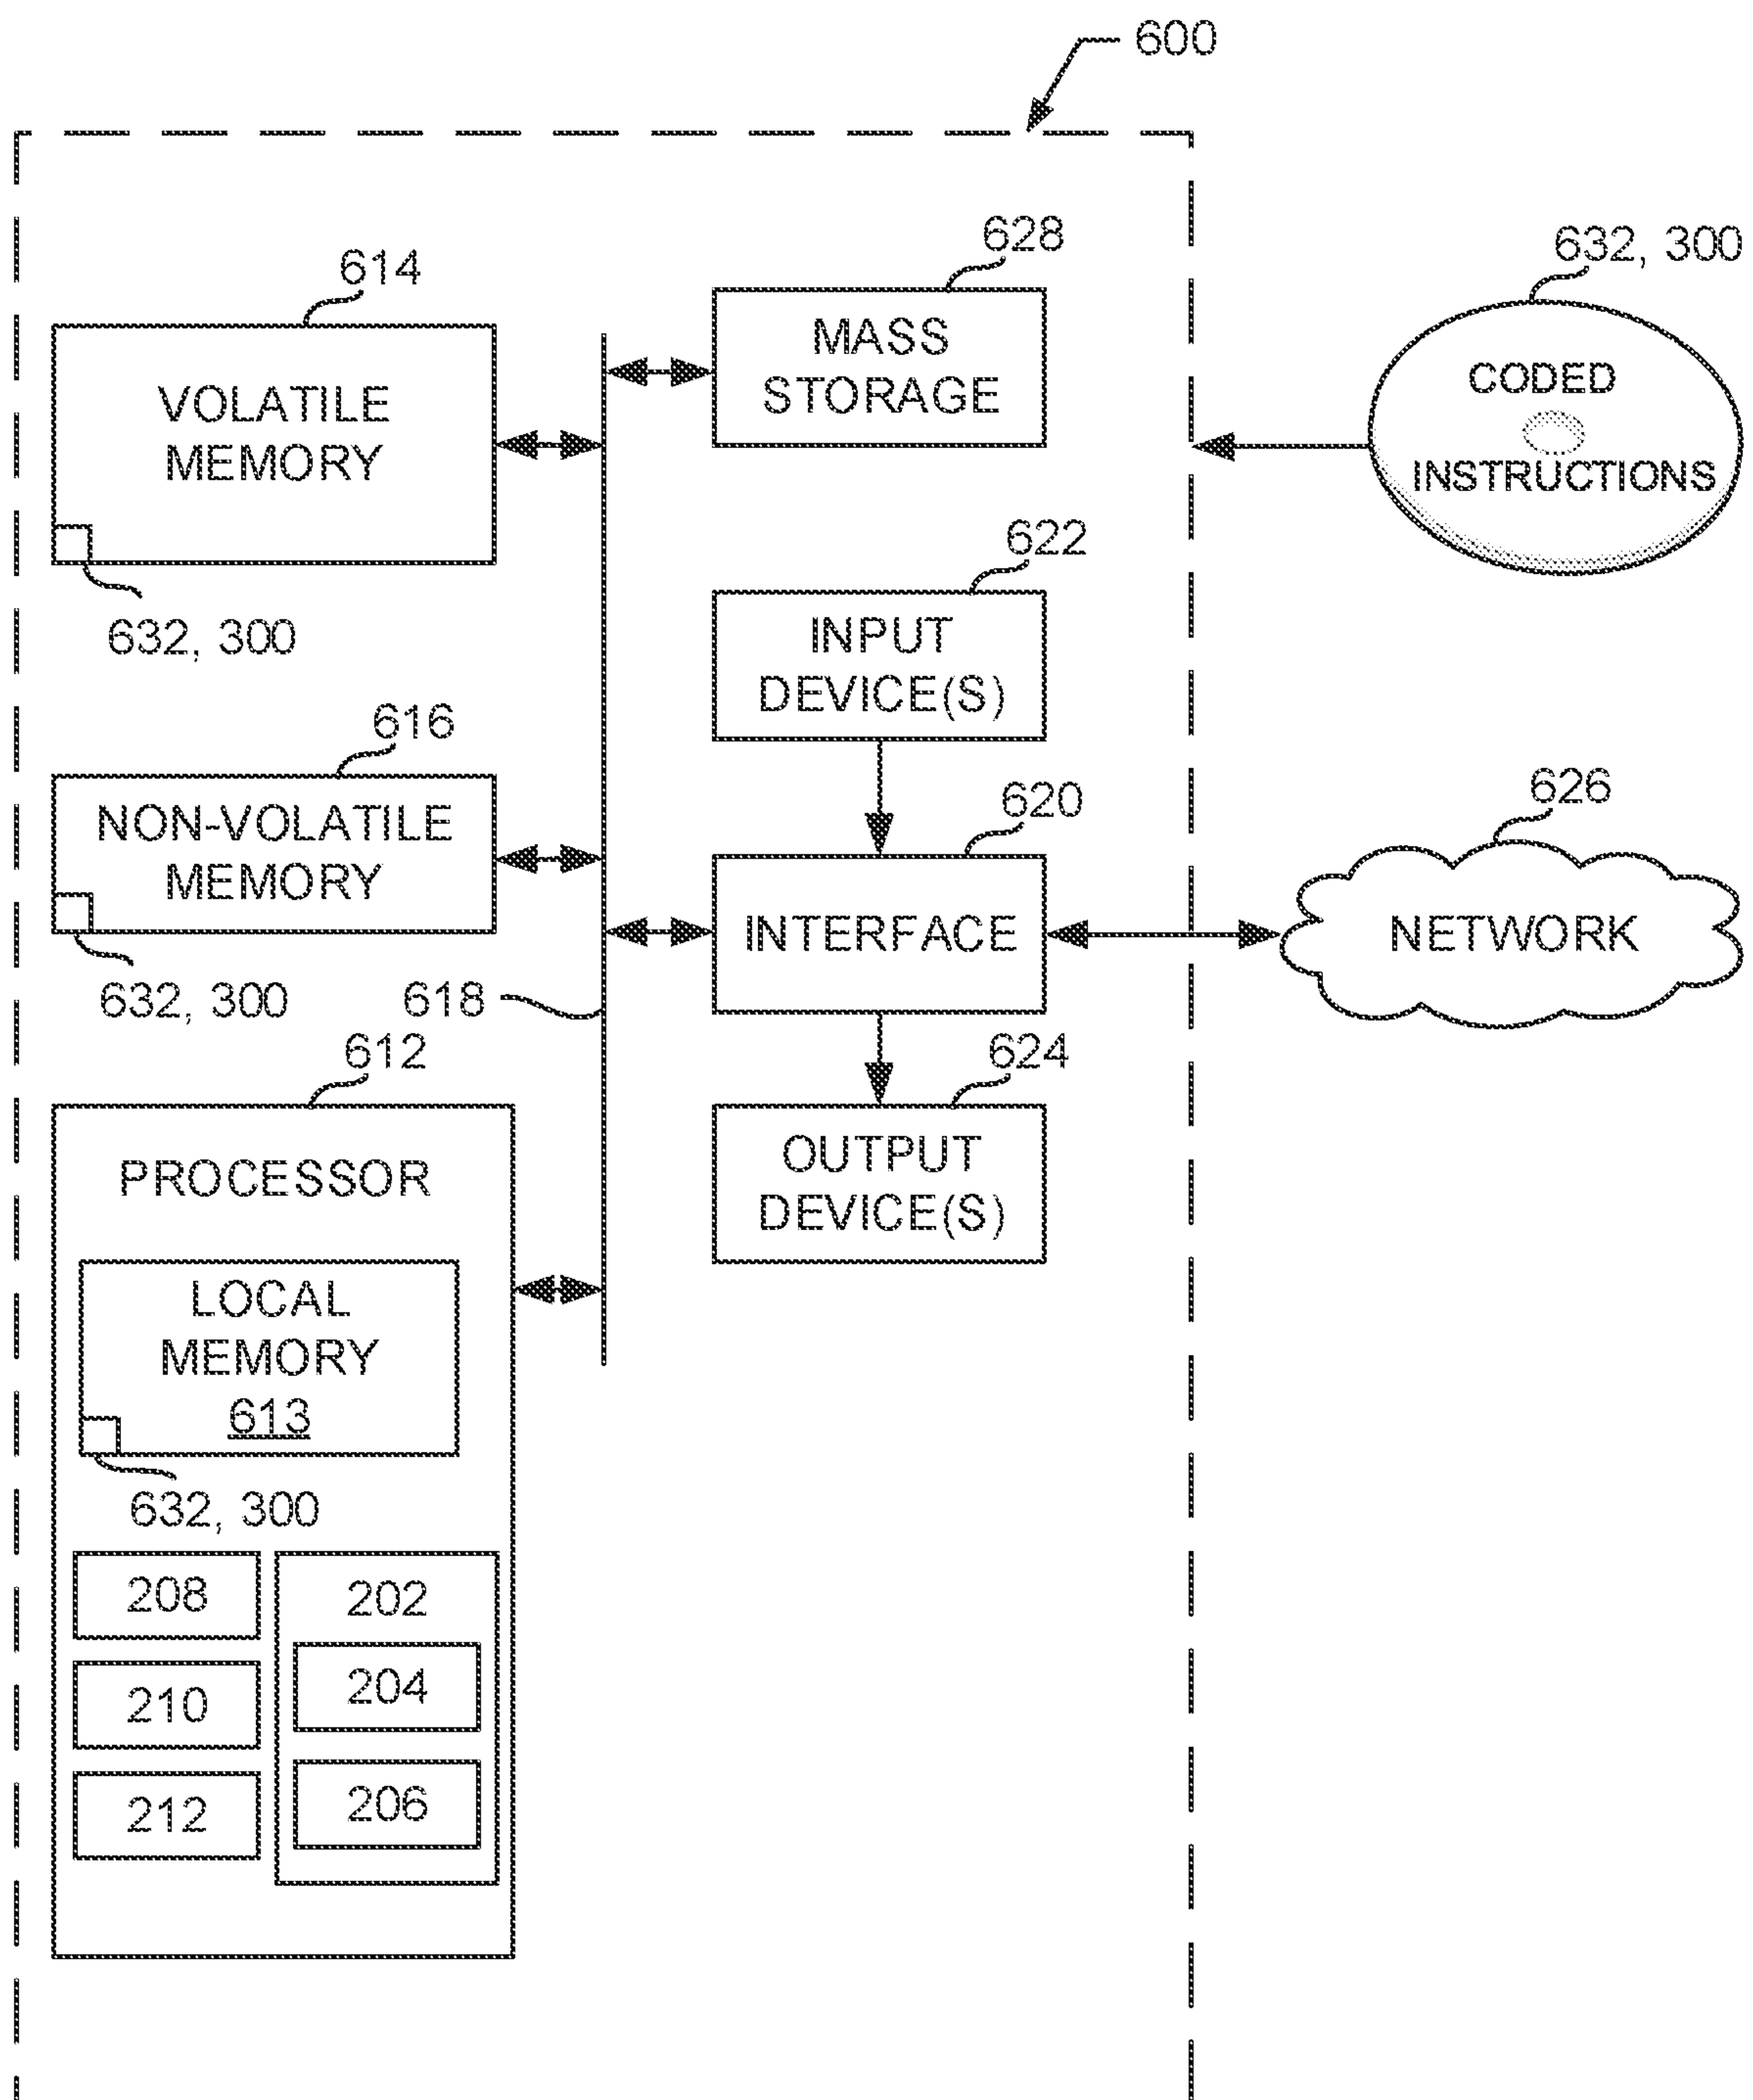 600
628
632, 300
614
MASS
STORAGE
VOLATILE
MEMORY
CODED
INSTRUCTIONS
632, 300
622
INPUT
DEVICE(S)
616
NON-VOLATILE
MEMORY
632, 300
618
620
INTERFACE
626
NETWORK
612
PROCESSOR
624
OUTPUT
DEVICE(S)
LOCAL
MEMORY
613
632, 300
208
210
212
202
204
206